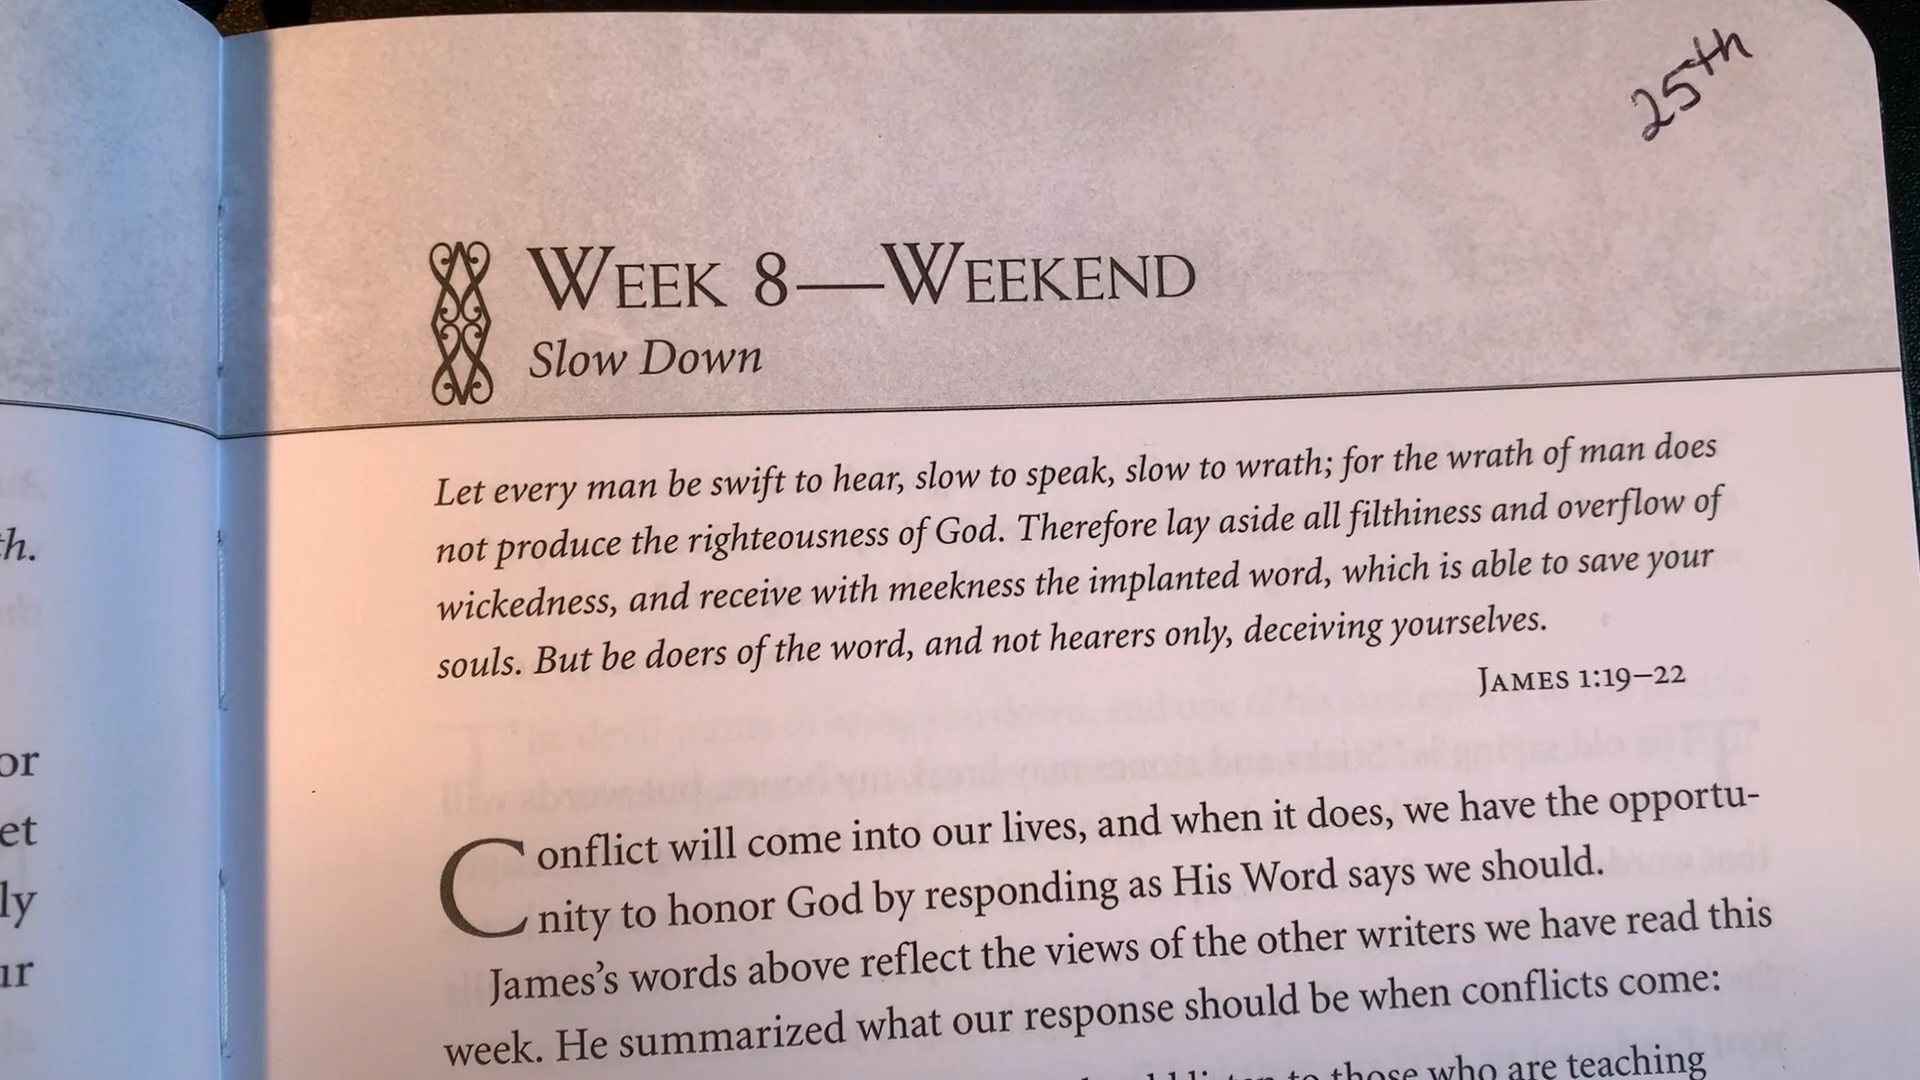 25th
WEEK 8—WEEKEND
Slow Down
Let every man be swift to hear, slow to speak, slow to wrath; for the wrath of man does
not produce the righteousness of God. Therefore lay aside all filthiness and overflow of
wickedness, and receive with meekness the implanted word, which is able to save your
souls. But be doers of the word, and not hearers only, deceiving yourselves.
JAMES 1:19–22
Conflict will come into our lives, and when it does, we have the opportu-
nity to honor God by responding as His Word says we should.
James's words above reflect the views of the other writers we have read this
week. He summarized what our response should be when conflicts come:
to those who are teaching